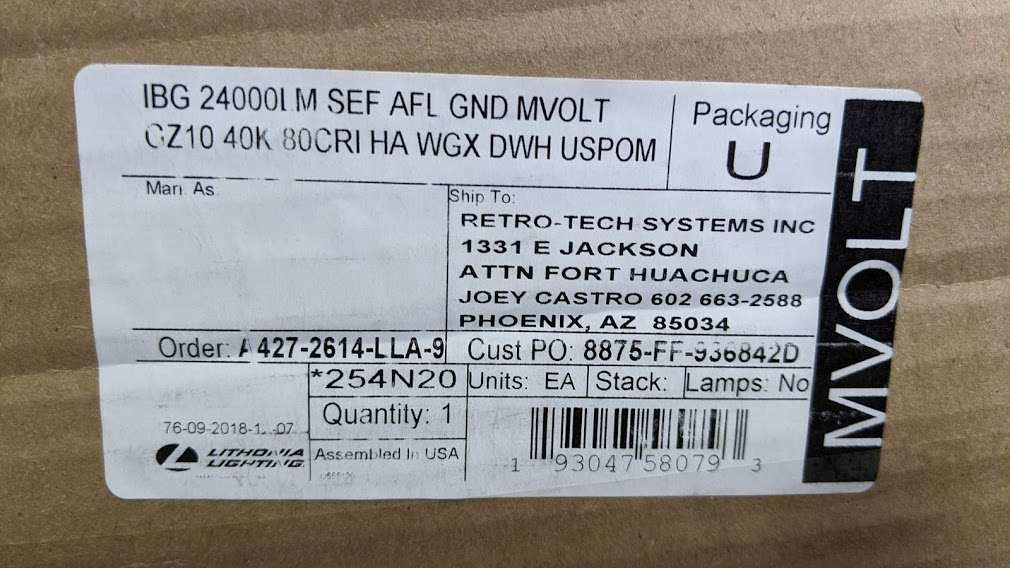 IBG 24000LM SEF AFL GND MVOLT
GZ10 40K 80CRI HA WGX DWH USPOM
Packaging
U
MVOLT
Mark As
Ship To:
RETRO-TECH SYSTEMS INC
1331 E JACKSON
ATTN FORT HUACHUCA
JOEY CASTRO 602 663-2588
PHOENIX, AZ 85034
Order: A427-2614-LLA-9
Cust PO: 8875-FF-936842D
*254N20
Units: EA
Stack:
Lamps: No
Quantity: 1
LITHONIA
LIGHTING
Assembled In USA
1 93047 58079 3